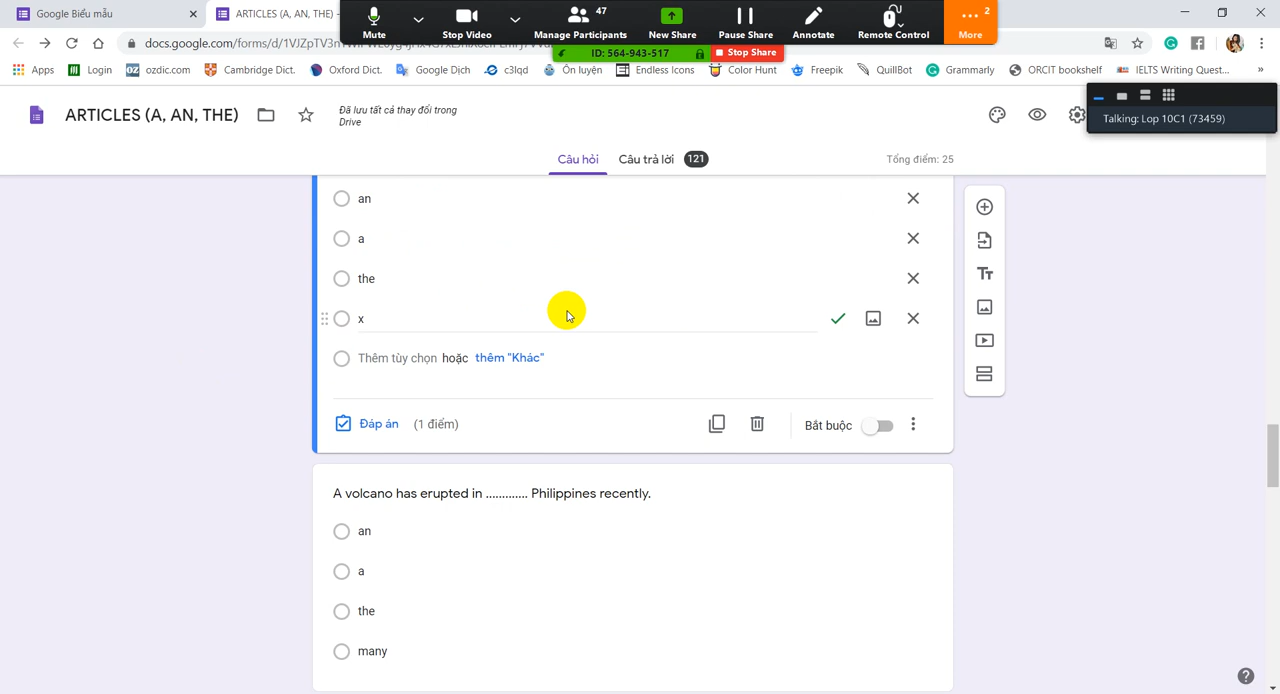 Google Biểu mẫu
ARTICLES (A, AN, THE) -
Mute
Stop Video
47
Manage Participants
New Share
Pause Share
Annotate
Remote Control
2
More
ID: 564-943-517
Stop Share
Apps
Login
ozdic.com
Cambridge Dict.
Oxford Dict.
Google Dịch
c3lqd
Ôn luyện
Endless Icons
Color Hunt
Freepik
QuillBot
Grammarly
ORCIT bookshelf
IELTS Writing Quest...
»
Talking: Lop 10C1 (73459)
ARTICLES (A, AN, THE)
Đã lưu tất cả thay đổi trong
Drive
Câu hỏi
Câu trả lời 121
Tổng điểm: 25
an
a
the
x
Thêm tùy chọn hoặc thêm "Khác"
Đáp án (1 điểm)
Bắt buộc
A volcano has erupted in ............. Philippines recently.
an
a
the
many